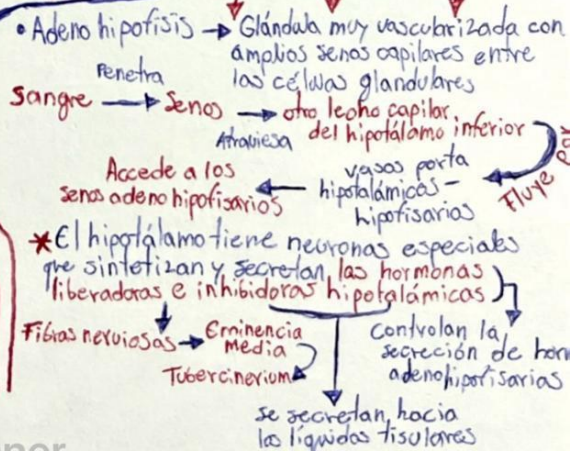 • Adeno hipofisis → Glándula muy vascularizada con
amplios senos capilares entre
las células glandulares
Penetra
Sangre → Senos → otro lecho capilar
del hipotálamo inferior
Atraviesa
Fluye por
vasos porta
hipotalámicos-
hipofisarios
Accede a los
senos adenohipofisarios
*El hipotálamo tiene neuronas especiales
que sintetizan y secretan las hormonas
liberadoras e inhibidoras hipotalámicas
Fibras nerviosas → Eminencia
media
Tubercinerium
Controlan la
secreción de hor
adenohipofisarias
se secretan hacia
los líquidos tisulares